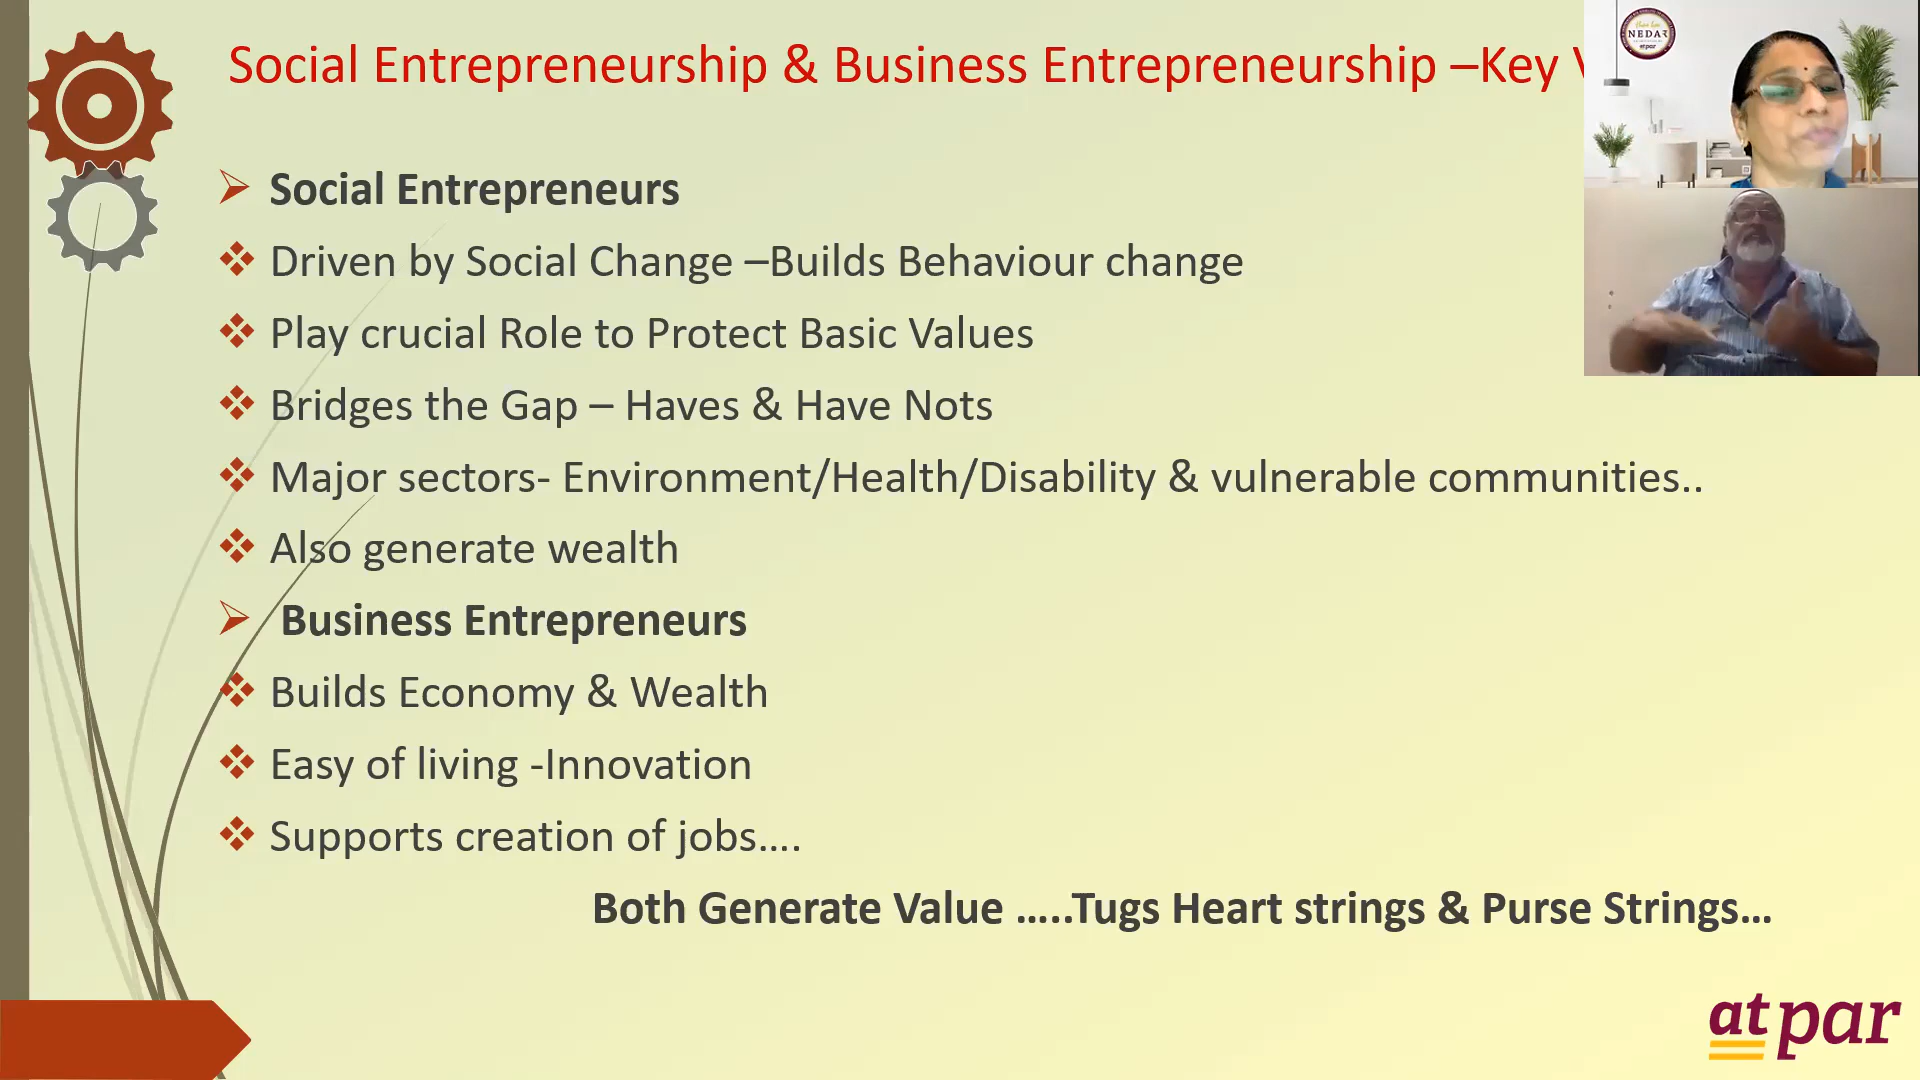 Social Entrepreneurship & Business Entrepreneurship –Key
NEDAR
at par
Social Entrepreneurs
Driven by Social Change –Builds Behaviour change
Play crucial Role to Protect Basic Values
Bridges the Gap – Haves & Have Nots
Major sectors- Environment/Health/Disability & vulnerable communities..
Also generate wealth
Business Entrepreneurs
Builds Economy & Wealth
Easy of living -Innovation
Supports creation of jobs....
Both Generate Value .....Tugs Heart strings & Purse Strings...
at par